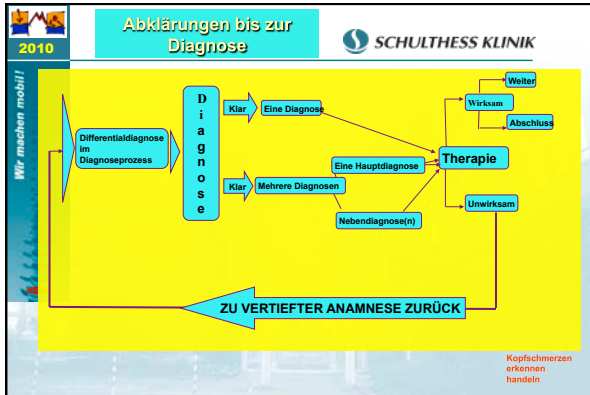 Abklärungen bis zur
Diagnose
2010
SCHULTHESS KLINIK
Wir machen mobil!
Differentialdiagnose
im
Diagnoseprozess
Diagnose
Klar
Eine Diagnose
Klar
Mehrere Diagnosen
Eine Hauptdiagnose
Nebendiagnose(n)
Therapie
Wirksam
Weiter
Abschluss
Unwirksam
ZU VERTIEFTER ANAMNESE ZURÜCK
Kopfschmerzen
erkennen
handeln